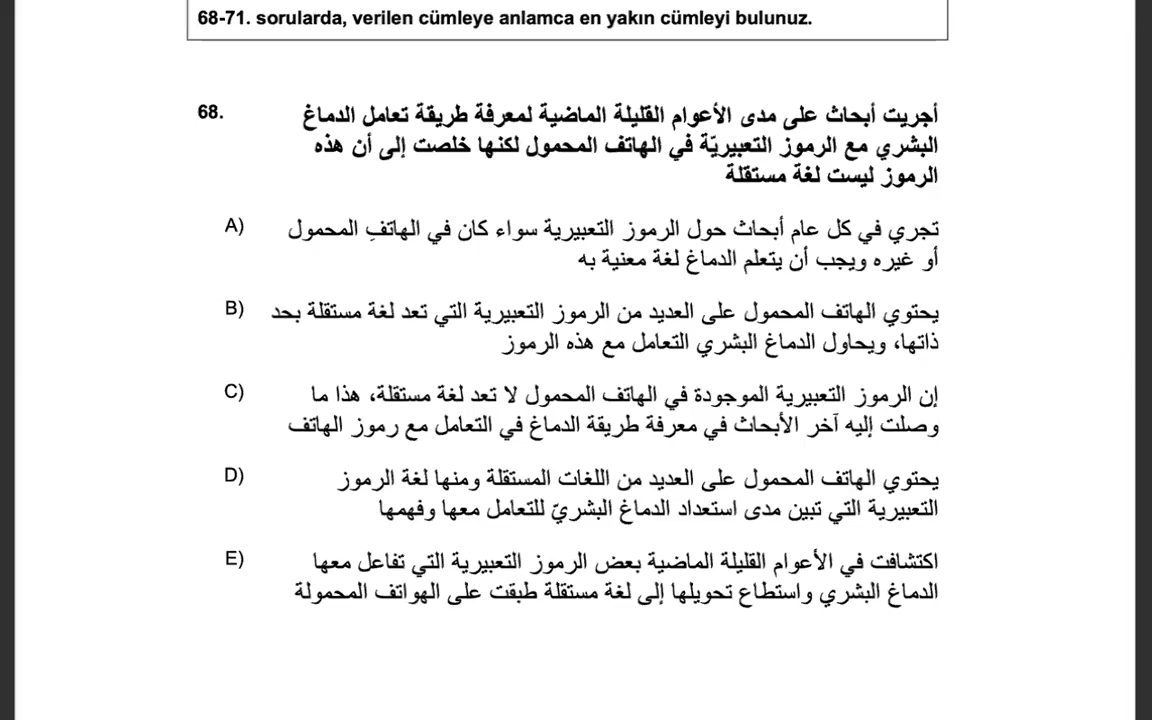 68-71. sorularda, verilen cümleye anlamca en yakın cümleyi bulunuz.
68.
أجريت أبحاث على مدى الأعوام القليلة الماضية لمعرفة طريقة تعامل الدماغ
البشري مع الرموز التعبيريّة في الهاتف المحمول لكنها خلصت إلى أن هذه
الرموز ليست لغة مستقلة
A) تجري في كل عام أبحاث حول الرموز التعبيرية سواء كان في الهاتفِ المحمول
أو غيره ويجب أن يتعلم الدماغ لغة معنية به
B) يحتوي الهاتف المحمول على العديد من الرموز التعبيرية التي تعد لغة مستقلة بحد
ذاتها، ويحاول الدماغ البشري التعامل مع هذه الرموز
C) إن الرموز التعبيرية الموجودة في الهاتف المحمول لا تعد لغة مستقلة، هذا ما
وصلت إليه آخر الأبحاث في معرفة طريقة الدماغ في التعامل مع رموز الهاتف
D) يحتوي الهاتف المحمول على العديد من اللغات المستقلة ومنها لغة الرموز
التعبيرية التي تبين مدى استعداد الدماغ البشريّ للتعامل معها وفهمها
E) اكتشافت في الأعوام القليلة الماضية بعض الرموز التعبيرية التي تفاعل معها
الدماغ البشري واستطاع تحويلها إلى لغة مستقلة طبقت على الهواتف المحمولة